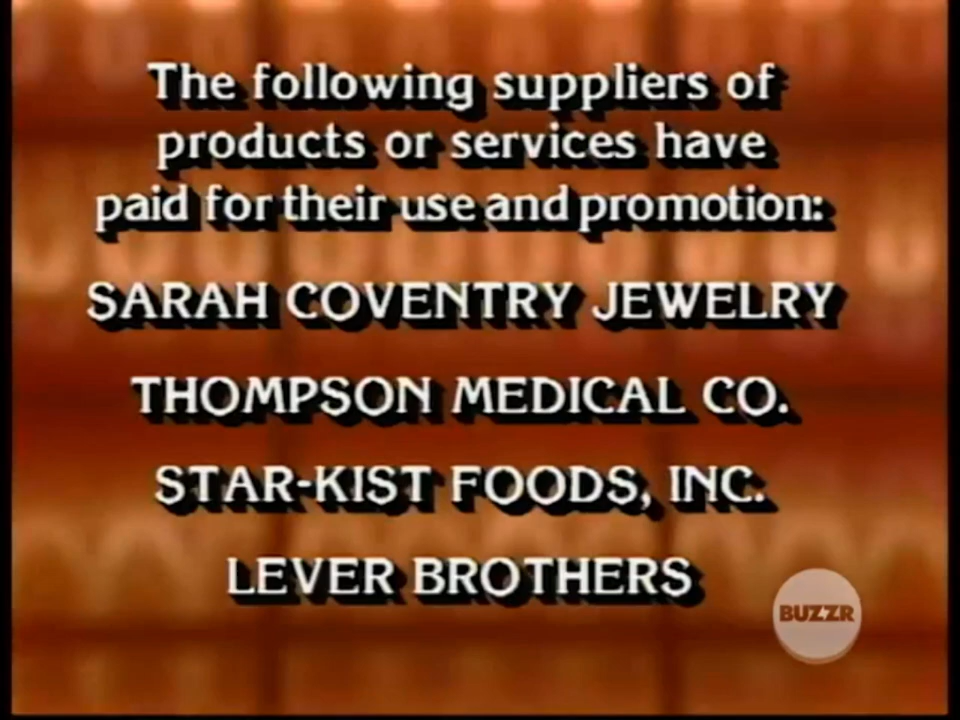 The following suppliers of
products or services have
paid for their use and promotion:
SARAH COVENTRY JEWELRY
THOMPSON MEDICAL CO.
STAR-KIST FOODS, INC.
LEVER BROTHERS
BUZZR